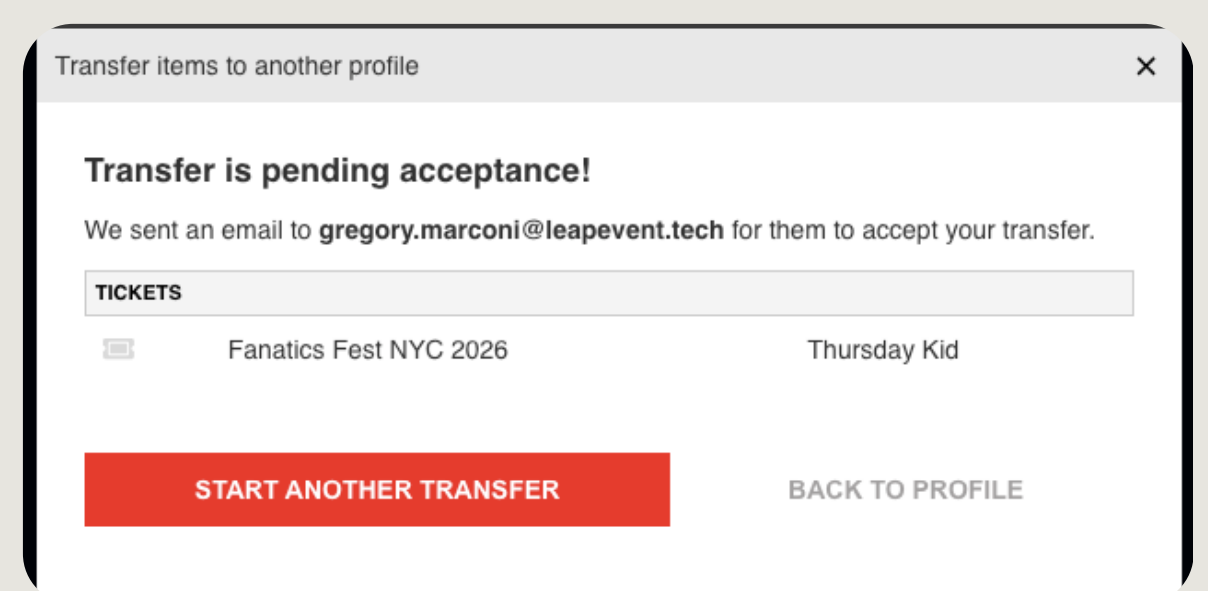 Transfer items to another profile
Transfer is pending acceptance!
We sent an email to gregory.marconi@leapevent.tech for them to accept your transfer.
TICKETS
Fanatics Fest NYC 2026 Thursday Kid
START ANOTHER TRANSFER BACK TO PROFILE